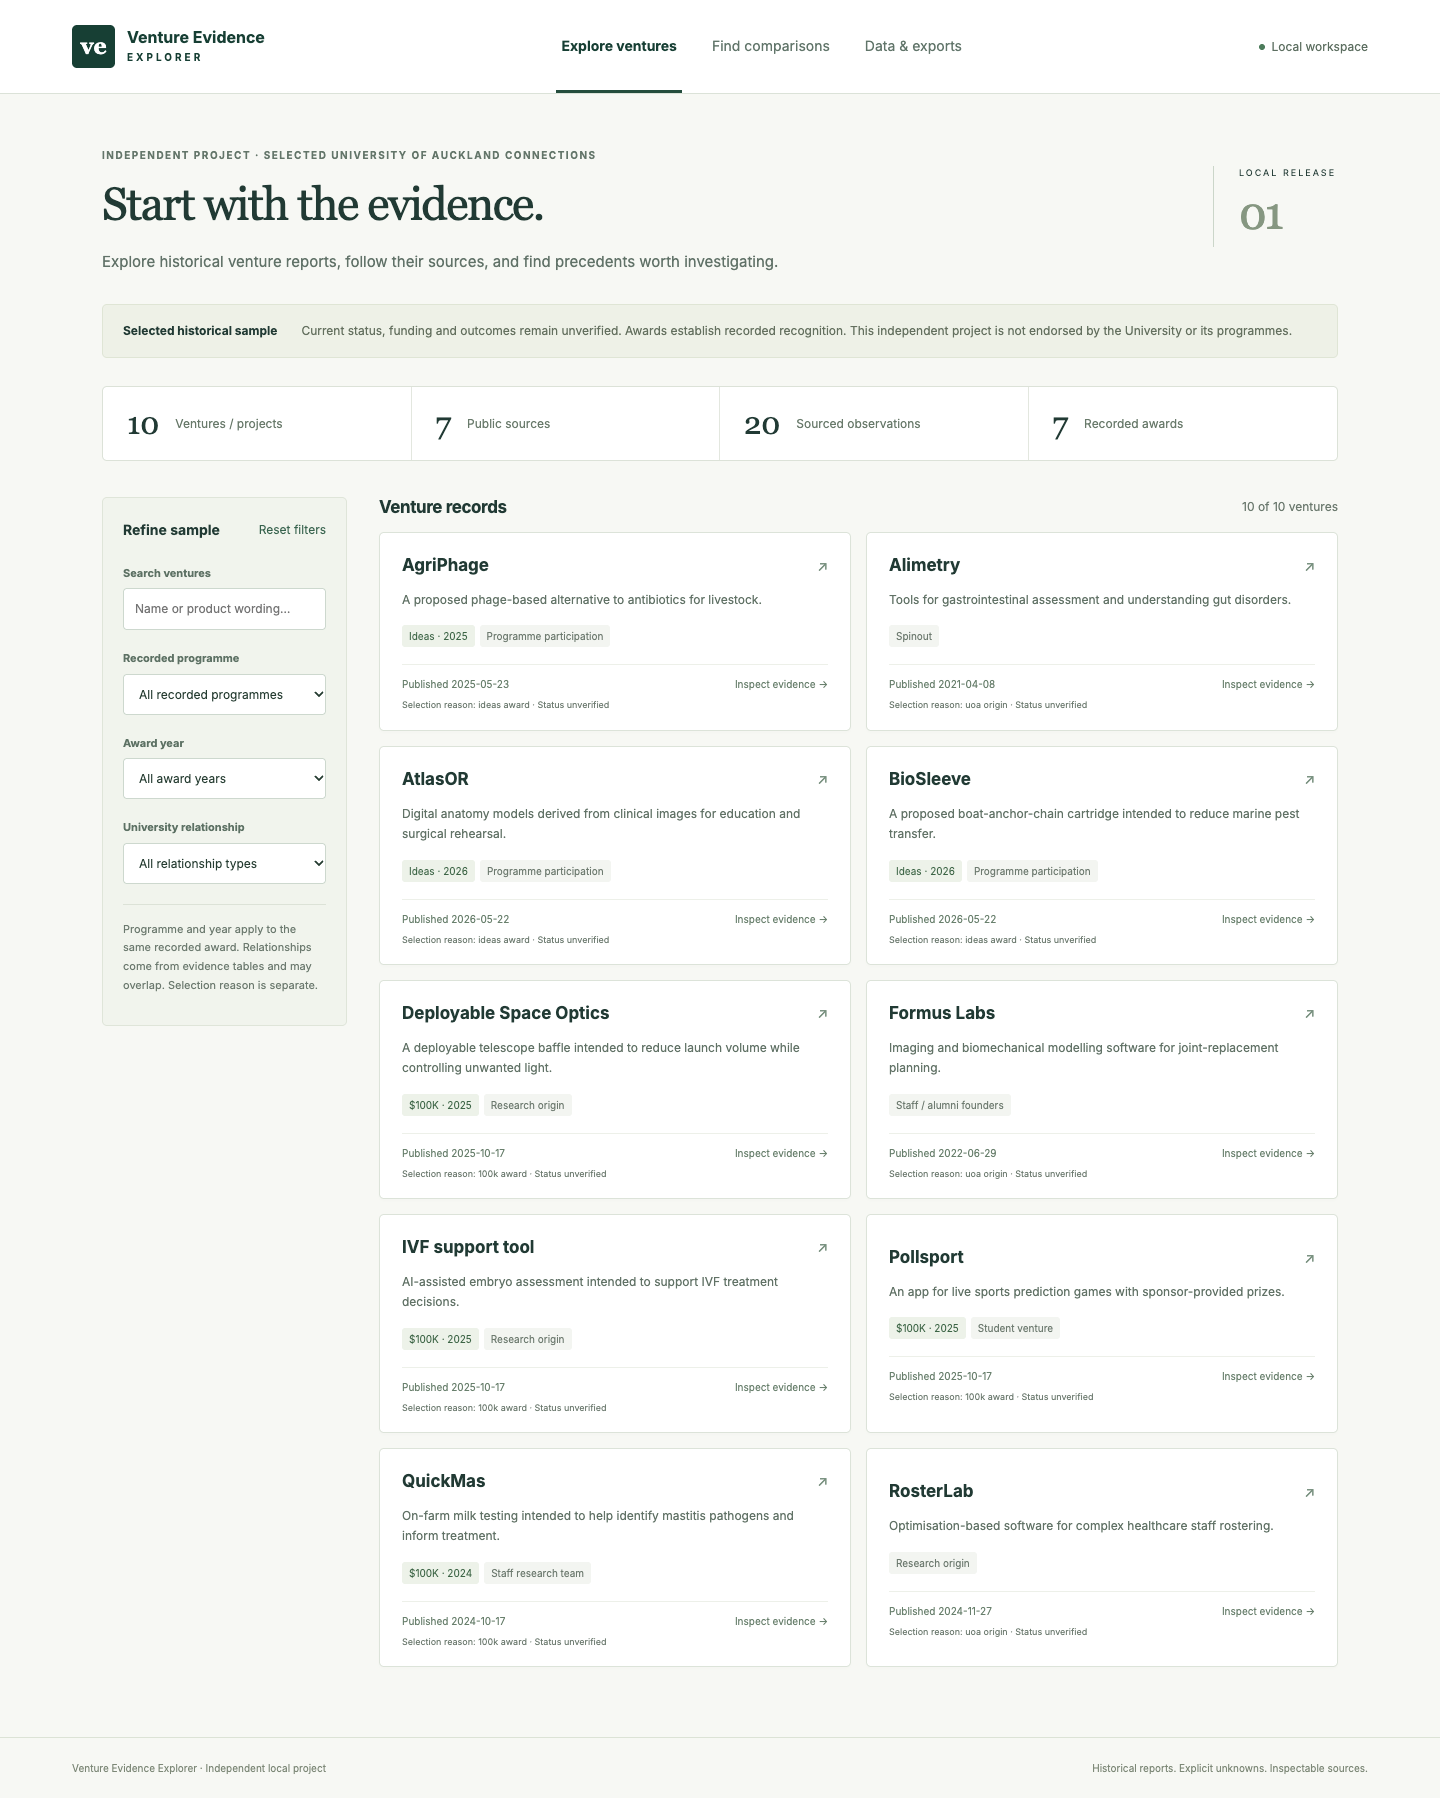 ve
Venture Evidence
EXPLORER
Explore ventures
Find comparisons
Data & exports
Local workspace
INDEPENDENT PROJECT · SELECTED UNIVERSITY OF AUCKLAND CONNECTIONS
Start with the evidence.
Explore historical venture reports, follow their sources, and find precedents worth investigating.
LOCAL RELEASE
01
Selected historical sample
Current status, funding and outcomes remain unverified. Awards establish recorded recognition. This independent project is not endorsed by the University or its programmes.
10 Ventures / projects
7 Public sources
20 Sourced observations
7 Recorded awards
Refine sample
Reset filters
Search ventures
Name or product wording...
Recorded programme
All recorded programmes
Award year
All award years
University relationship
All relationship types
Programme and year apply to the
same recorded award. Relationships
come from evidence tables and may
overlap. Selection reason is separate.
Venture records
10 of 10 ventures
AgriPhage ↗
A proposed phage-based alternative to antibiotics for livestock.
Ideas · 2025 Programme participation
Published 2025-05-23 Inspect evidence →
Selection reason: ideas award · Status unverified
Alimetry ↗
Tools for gastrointestinal assessment and understanding gut disorders.
Spinout
Published 2021-04-08 Inspect evidence →
Selection reason: uoa origin · Status unverified
AtlasOR ↗
Digital anatomy models derived from clinical images for education and
surgical rehearsal.
Ideas · 2026 Programme participation
Published 2026-05-22 Inspect evidence →
Selection reason: ideas award · Status unverified
BioSleeve ↗
A proposed boat-anchor-chain cartridge intended to reduce marine pest
transfer.
Ideas · 2026 Programme participation
Published 2026-05-22 Inspect evidence →
Selection reason: ideas award · Status unverified
Deployable Space Optics ↗
A deployable telescope baffle intended to reduce launch volume while
controlling unwanted light.
$100K · 2025 Research origin
Published 2025-10-17 Inspect evidence →
Selection reason: 100k award · Status unverified
Formus Labs ↗
Imaging and biomechanical modelling software for joint-replacement
planning.
Staff / alumni founders
Published 2022-06-29 Inspect evidence →
Selection reason: uoa origin · Status unverified
IVF support tool ↗
AI-assisted embryo assessment intended to support IVF treatment
decisions.
$100K · 2025 Research origin
Published 2025-10-17 Inspect evidence →
Selection reason: 100k award · Status unverified
Pollsport ↗
An app for live sports prediction games with sponsor-provided prizes.
$100K · 2025 Student venture
Published 2025-10-17 Inspect evidence →
Selection reason: 100k award · Status unverified
QuickMas ↗
On-farm milk testing intended to help identify mastitis pathogens and
inform treatment.
$100K · 2024 Staff research team
Published 2024-10-17 Inspect evidence →
Selection reason: 100k award · Status unverified
RosterLab ↗
Optimisation-based software for complex healthcare staff rostering.
Research origin
Published 2024-11-27 Inspect evidence →
Selection reason: uoa origin · Status unverified
Venture Evidence Explorer · Independent local project
Historical reports. Explicit unknowns. Inspectable sources.